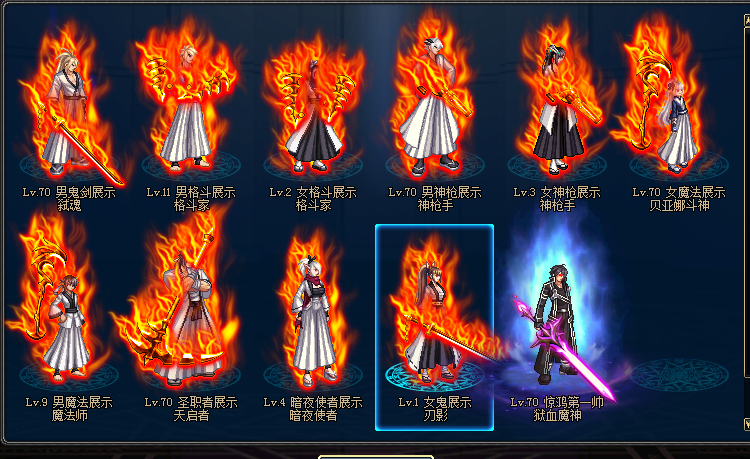 Lv.70 男鬼剑展示
弑魂
Lv.11 男格斗展示
格斗家
Lv.2 女格斗展示
格斗家
Lv.70 男神枪展示
神枪手
Lv.3 女神枪展示
神枪手
Lv.70 女魔法展示
贝亚娜斗神
Lv.9 男魔法展示
魔法师
Lv.70 圣职者展示
天启者
Lv.4 暗夜使者展示
暗夜使者
Lv.1 女鬼展示
刃影
Lv.70 惊鸿第一帅
狱血魔神